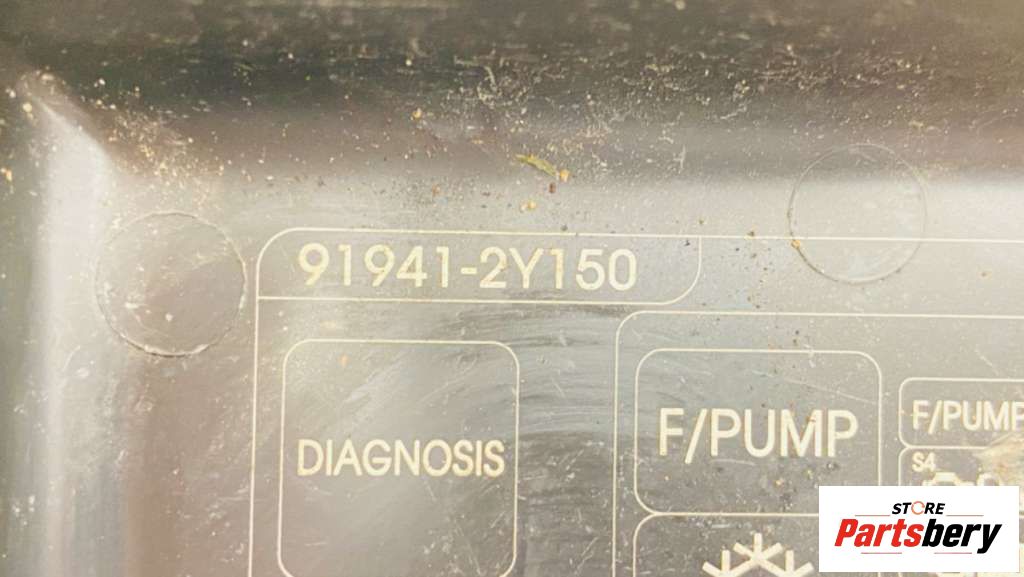 91941-2Y150
DIAGNOSIS
F/PUMP
F/PUMP
S4
STORE
Partsbery